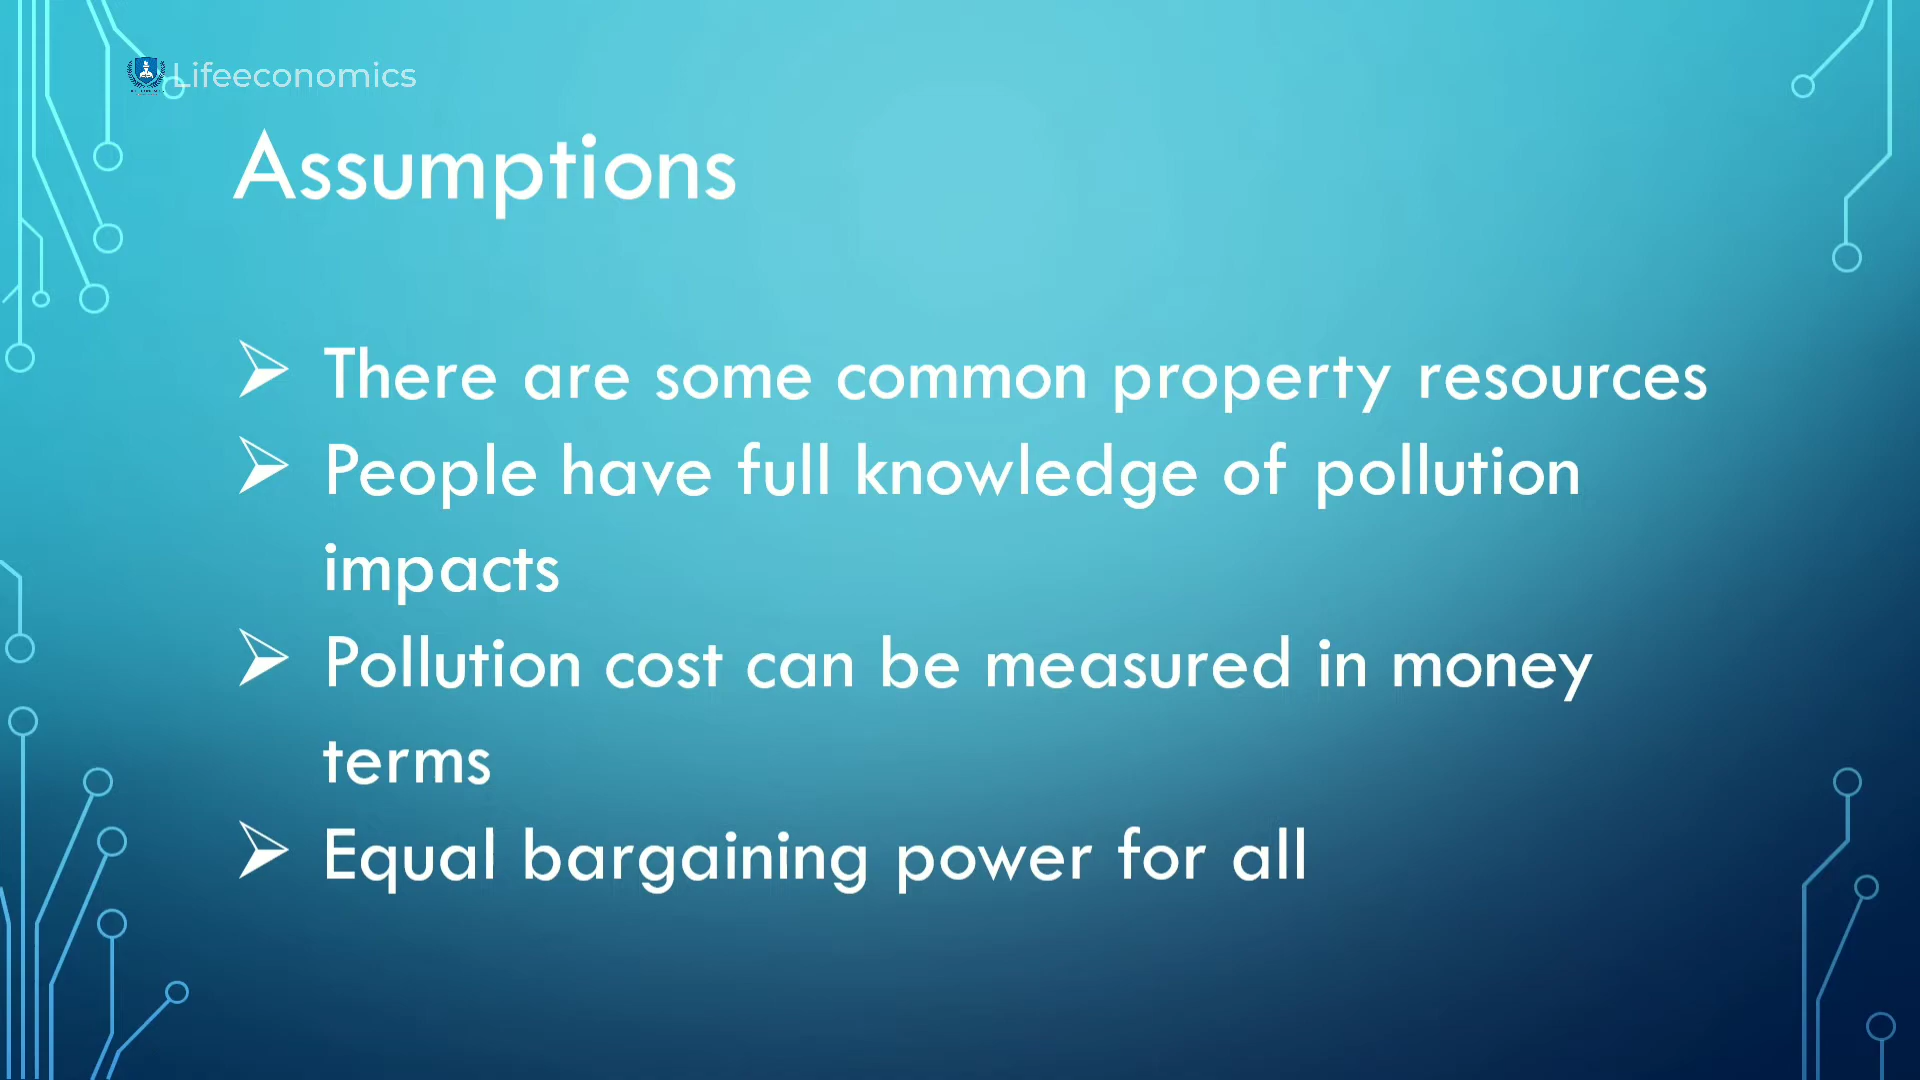 Lifeeconomics
Assumptions
➢ There are some common property resources
➢ People have full knowledge of pollution
impacts
➢ Pollution cost can be measured in money
terms
➢ Equal bargaining power for all